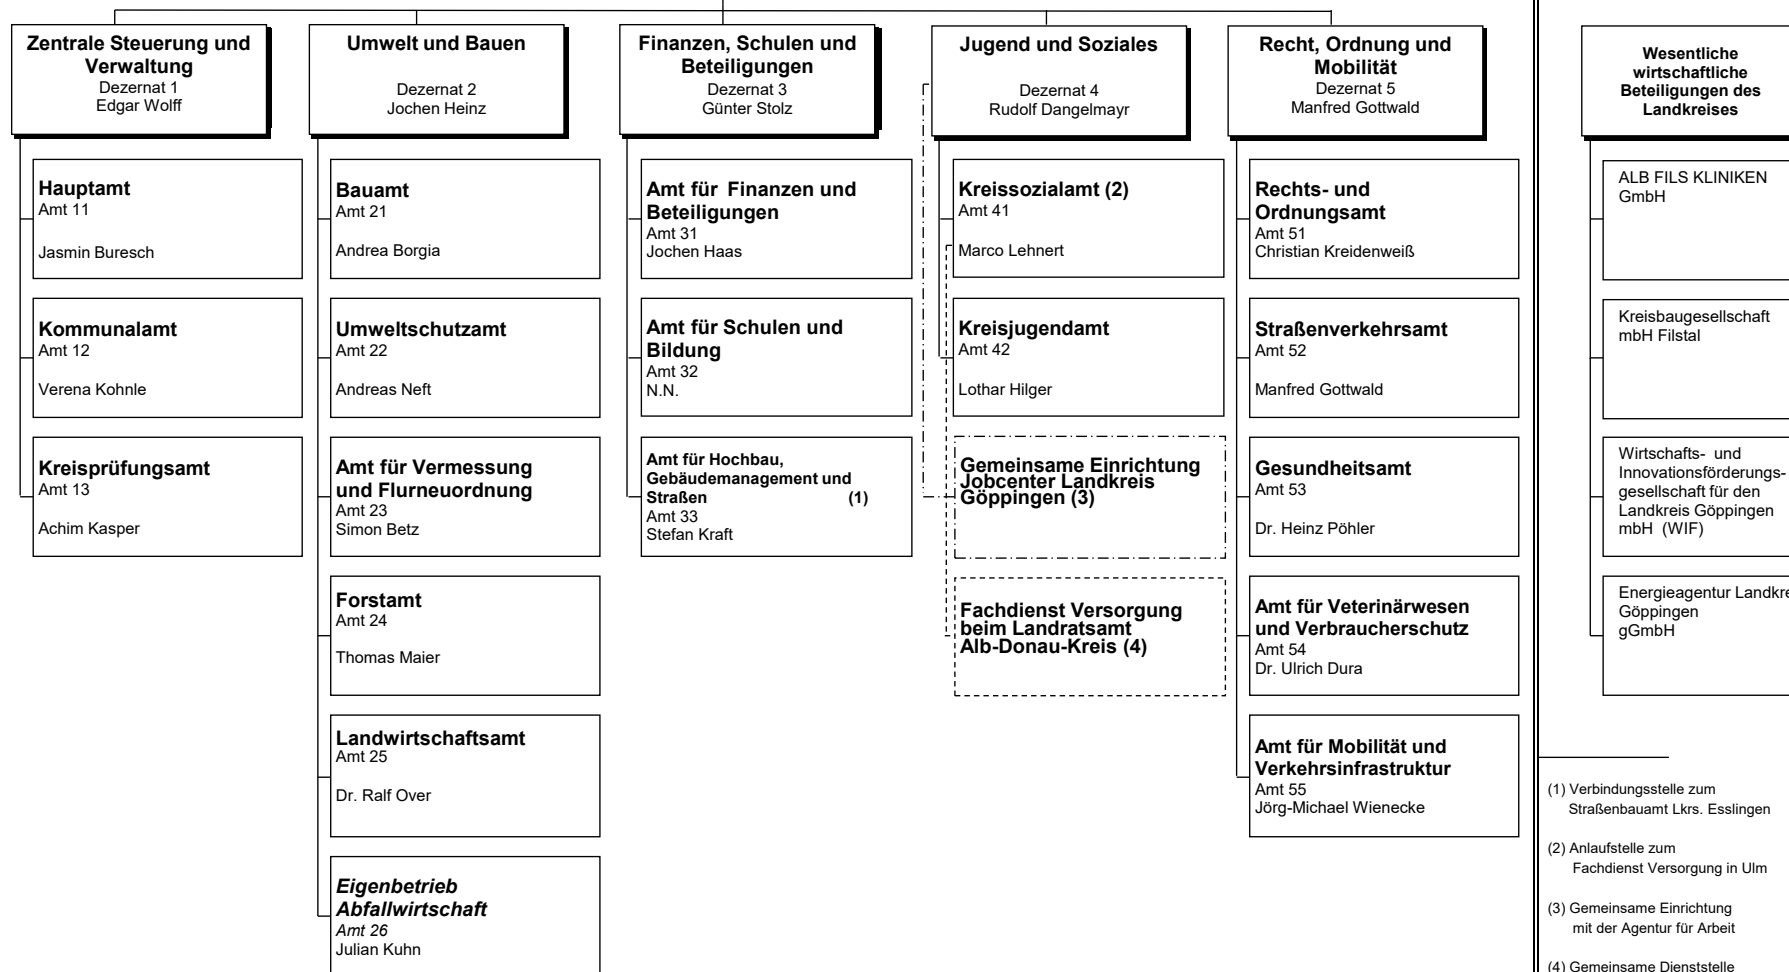 Zentrale Steuerung und
Verwaltung
Dezernat 1
Edgar Wolff
Umwelt und Bauen
Dezernat 2
Jochen Heinz
Finanzen, Schulen und
Beteiligungen
Dezernat 3
Günter Stolz
Jugend und Soziales
Dezernat 4
Rudolf Dangelmayr
Recht, Ordnung und
Mobilität
Dezernat 5
Manfred Gottwald
Wesentliche
wirtschaftliche
Beteiligungen des
Landkreises
Hauptamt
Amt 11
Jasmin Buresch
Kommunalamt
Amt 12
Verena Kohnle
Kreisprüfungsamt
Amt 13
Achim Kasper
Bauamt
Amt 21
Andrea Borgia
Umweltschutzamt
Amt 22
Andreas Neft
Amt für Vermessung
und Flurneuordnung
Amt 23
Simon Betz
Forstamt
Amt 24
Thomas Maier
Landwirtschaftsamt
Amt 25
Dr. Ralf Over
Eigenbetrieb
Abfallwirtschaft
Amt 26
Julian Kuhn
Amt für Finanzen und
Beteiligungen
Amt 31
Jochen Haas
Amt für Schulen und
Bildung
Amt 32
N.N.
Amt für Hochbau,
Gebäudemanagement und
Straßen (1)
Amt 33
Stefan Kraft
Kreissozialamt (2)
Amt 41
Marco Lehnert
Kreisjugendamt
Amt 42
Lothar Hilger
Gemeinsame Einrichtung
Jobcenter Landkreis
Göppingen (3)
Fachdienst Versorgung
beim Landratsamt
Alb-Donau-Kreis (4)
Rechts- und
Ordnungsamt
Amt 51
Christian Kreidenweiß
Straßenverkehrsamt
Amt 52
Manfred Gottwald
Gesundheitsamt
Amt 53
Dr. Heinz Pöhler
Amt für Veterinärwesen
und Verbraucherschutz
Amt 54
Dr. Ulrich Dura
Amt für Mobilität und
Verkehrsinfrastruktur
Amt 55
Jörg-Michael Wienecke
ALB FILS KLINIKEN
GmbH
Kreisbaugesellschaft
mbH Filstal
Wirtschafts- und
Innovationsförderungs-
gesellschaft für den
Landkreis Göppingen
mbH (WIF)
Energieagentur
Göppingen
gGmbH
(1) Verbindungsstelle zum
Straßenbauamt Lkrs. Esslingen
(2) Anlaufstelle zum
Fachdienst Versorgung in Ulm
(3) Gemeinsame Einrichtung
mit der Agentur für Arbeit
(4) Gemeinsame Dienststelle